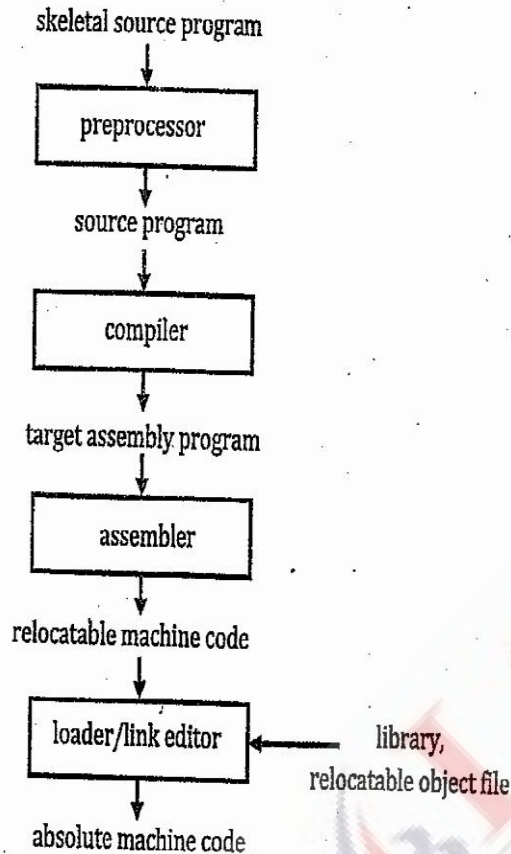 skeletal source program
preprocessor
source program
compiler
target assembly program
assembler
relocatable machine code
loader/link editor
library,
relocatable object file
absolute machine code